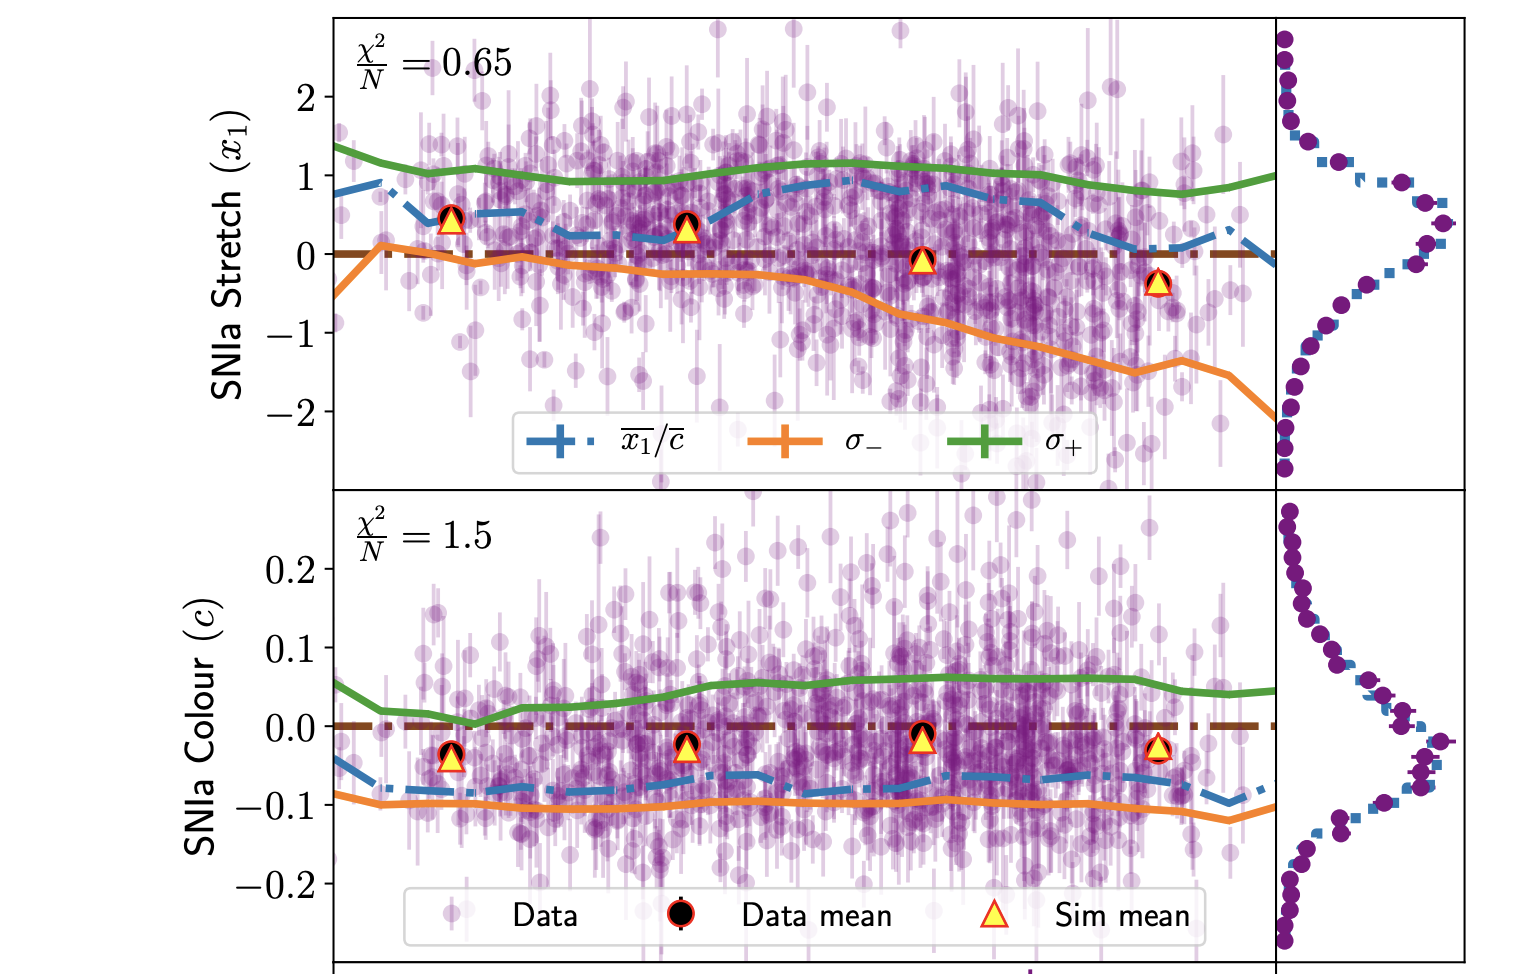 χ²/N = 0.65
2
1
0
−1
−2
SNIa Stretch (x₁)
x̄₁/c̄ σ₋ σ₊
χ²/N = 1.5
0.2
0.1
0.0
−0.1
−0.2
SNIa Colour (c)
Data Data mean Sim mean